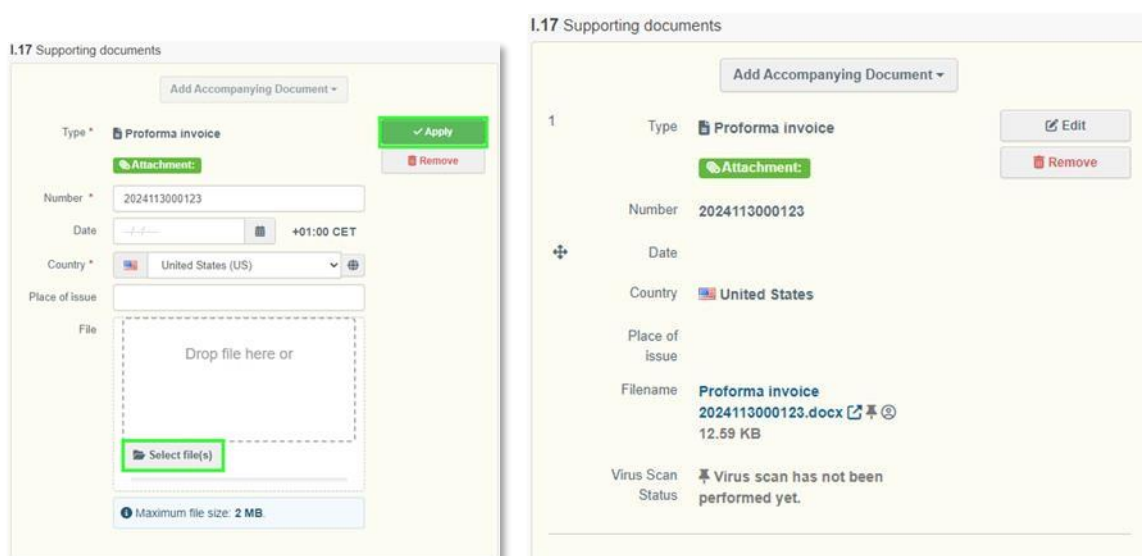 I.17 Supporting documents
Add Accompanying Document
Type * Proforma invoice
Apply
Attachment:
Remove
Number * 2024113000123
Date --/--/---- +01:00 CET
Country * United States (US)
Place of issue
File
Drop file here or
Select file(s)
Maximum file size: 2 MB.
I.17 Supporting documents
Add Accompanying Document
1 Type Proforma invoice
Edit
Attachment:
Remove
Number 2024113000123
Date
Country United States
Place of
issue
Filename Proforma invoice
2024113000123.docx
12.59 KB
Virus Scan Virus scan has not been
Status performed yet.